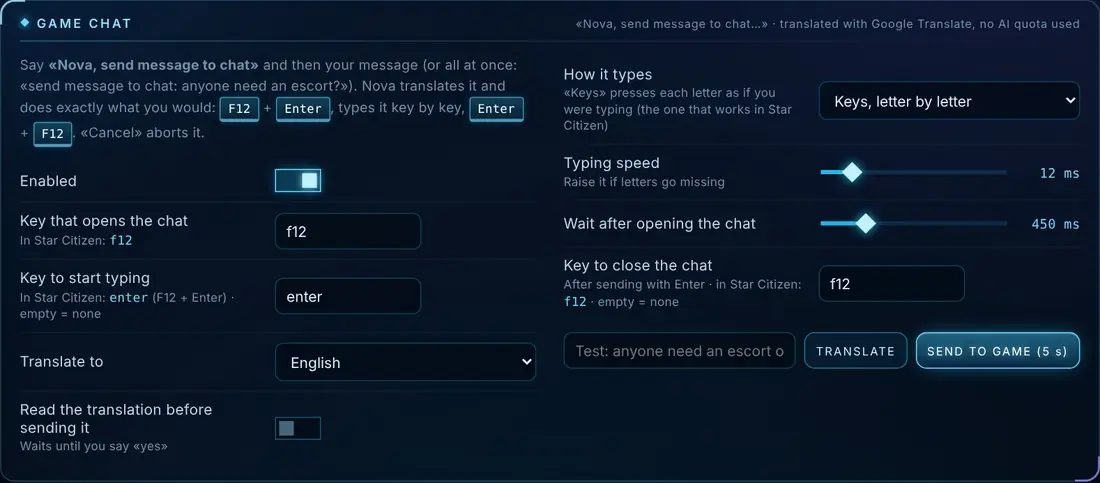 GAME CHAT
«Nova, send message to chat…» · translated with Google Translate, no AI quota used
Say «Nova, send message to chat» and then your message (or all at once:
«send message to chat: anyone need an escort?»). Nova translates it and
does exactly what you would: F12 + Enter, types it key by key, Enter
+ F12. «Cancel» aborts it.
Enabled
Key that opens the chat
In Star Citizen: f12
f12
Key to start typing
In Star Citizen: enter (F12 + Enter) ·
empty = none
enter
Translate to
English
Read the translation before
sending it
Waits until you say «yes»
How it types
«Keys» presses each letter as if you
were typing (the one that works in Star
Citizen)
Keys, letter by letter
Typing speed
Raise it if letters go missing
12 ms
Wait after opening the chat
450 ms
Key to close the chat
After sending with Enter · in Star Citizen:
f12 · empty = none
f12
Test: anyone need an escort o
TRANSLATE
SEND TO GAME (5 s)